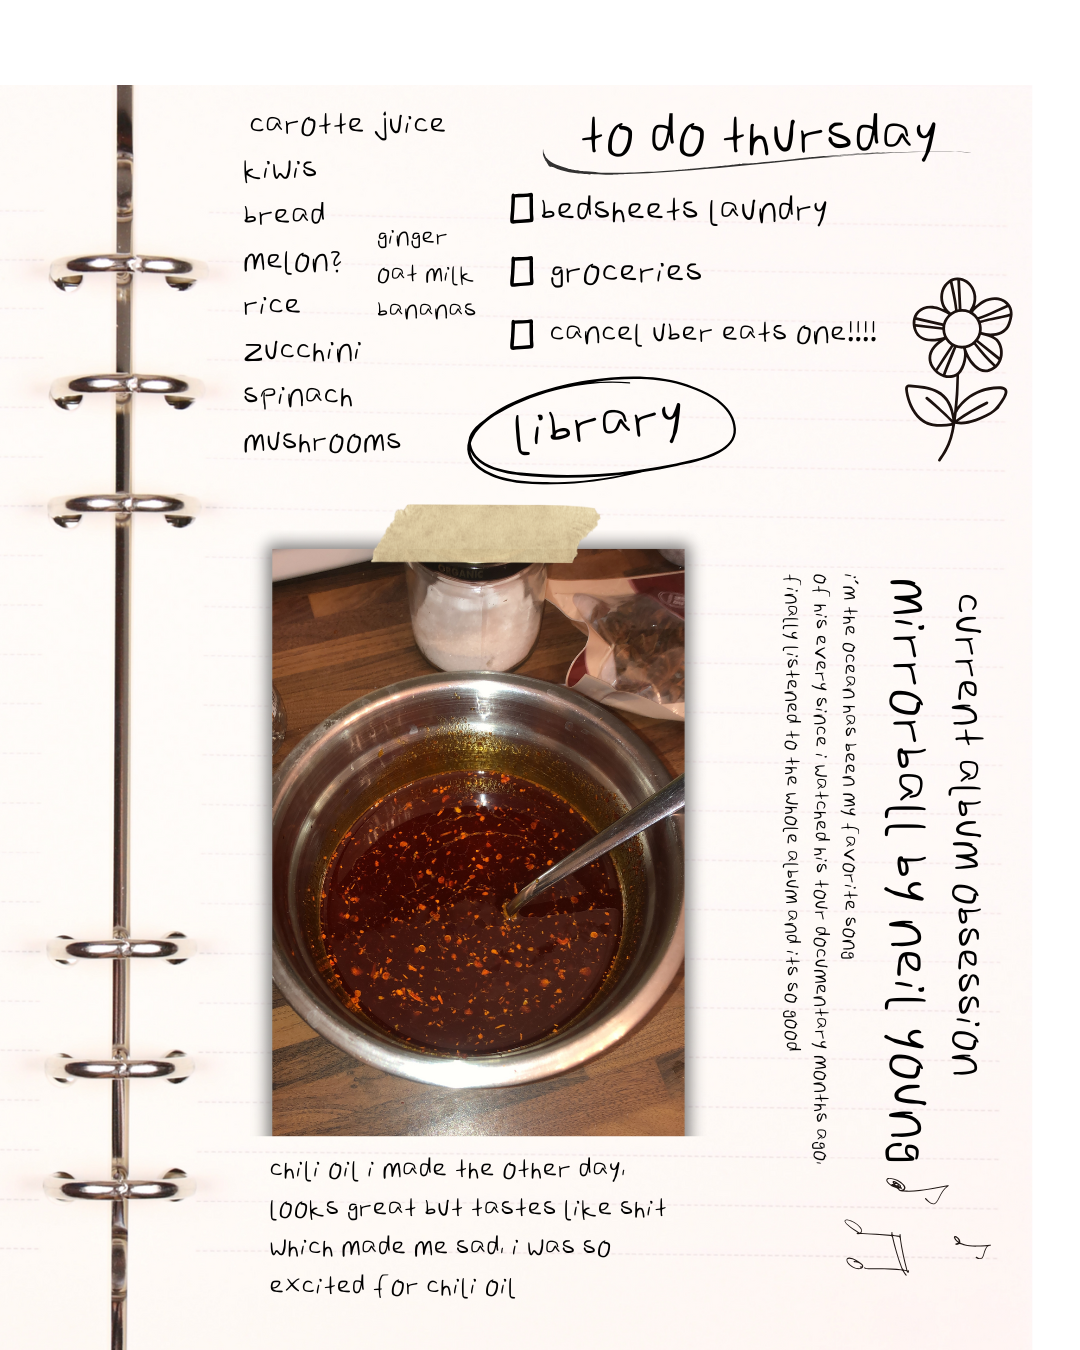 carotte juice
kiwis
bread
melon?
rice
zucchini
spinach
mushrooms
ginger
oat milk
bananas
to do thursday
bedsheets laundry
groceries
cancel uber eats one!!!!
library
ORGANIC
chili oil i made the other day,
looks great but tastes like shit
which made me sad, i was so
excited for chili oil
current album obsession
mirrorball by neil young
i'm the ocean has been my favorite song
of his every since i watched his tour documentary months ago,
finally listened to the whole album and its so good